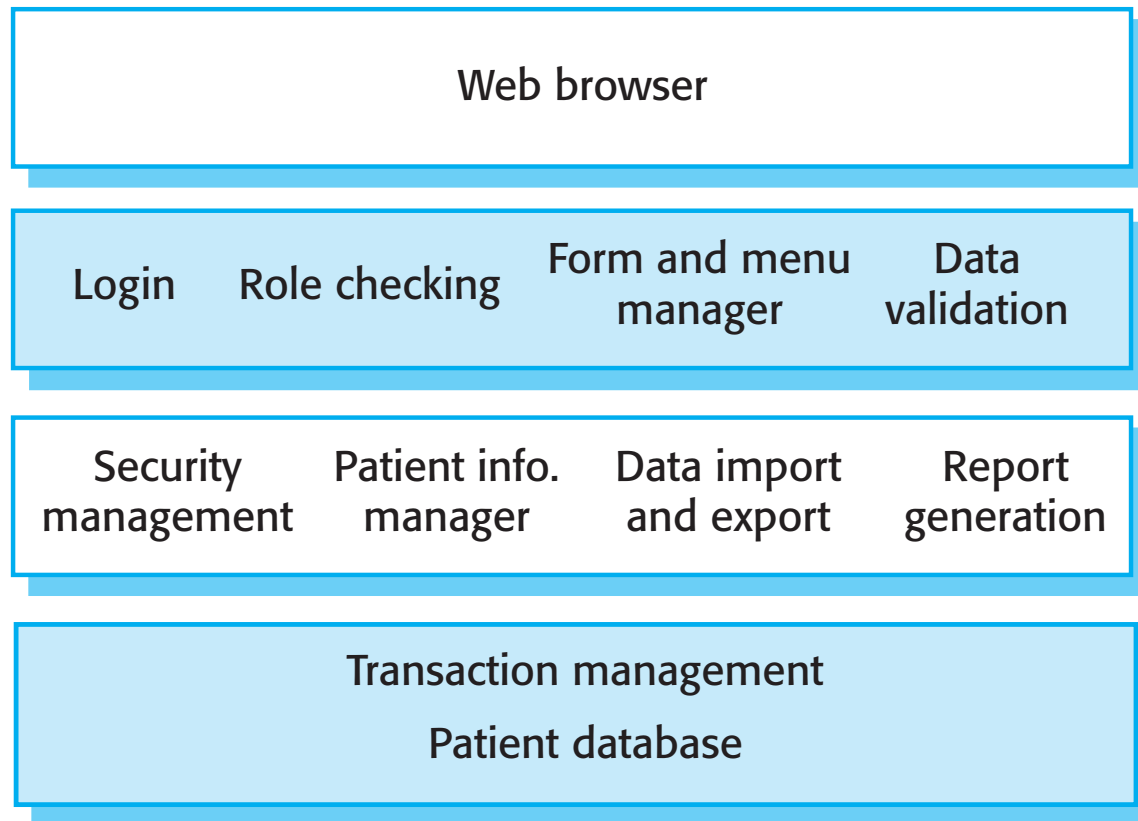 Web browser
Login
Role checking
Form and menu
manager
Data
validation
Security
management
Patient info.
manager
Data import
and export
Report
generation
Transaction management
Patient database